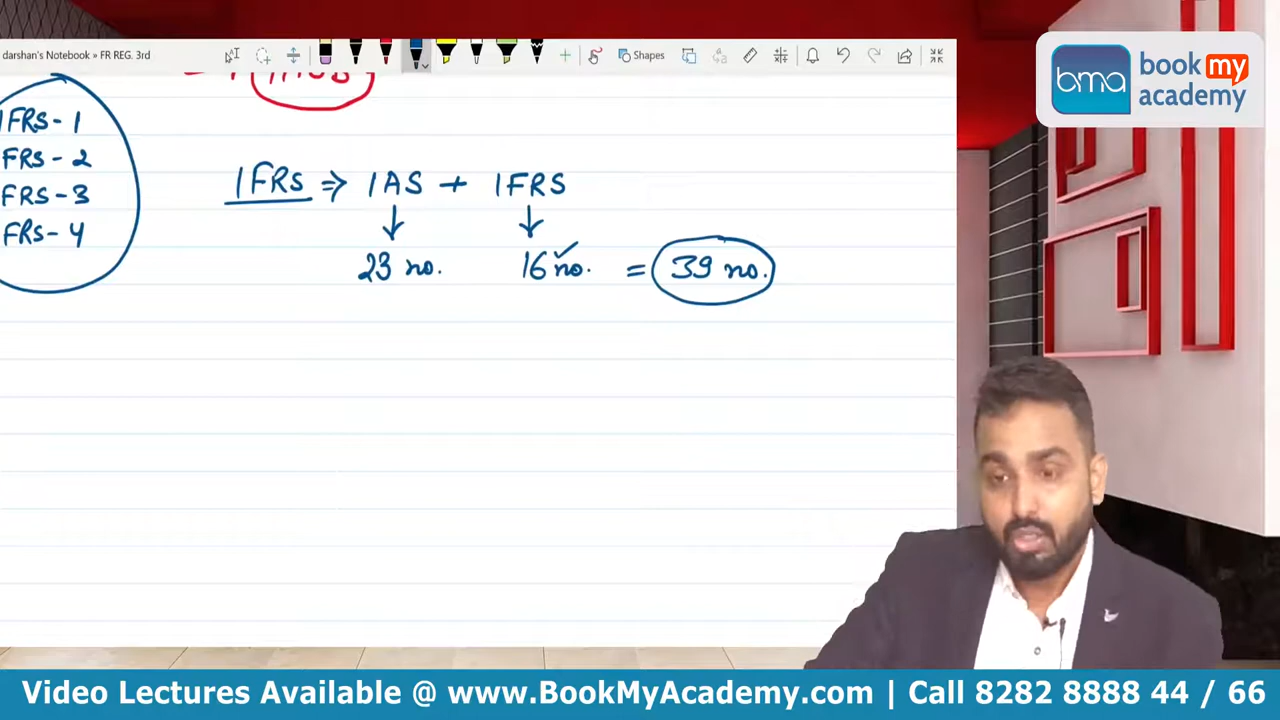 darshan's Notebook » FR REG. 3rd
Shapes
book my
academy
bma
IFRS-1
FRS-2
FRS-3
FRS-4
IFRS ⇒ IAS + IFRS
23 no. 16 no. = 39 no.
Video Lectures Available @ www.BookMyAcademy.com | Call 8282 8888 44 / 66